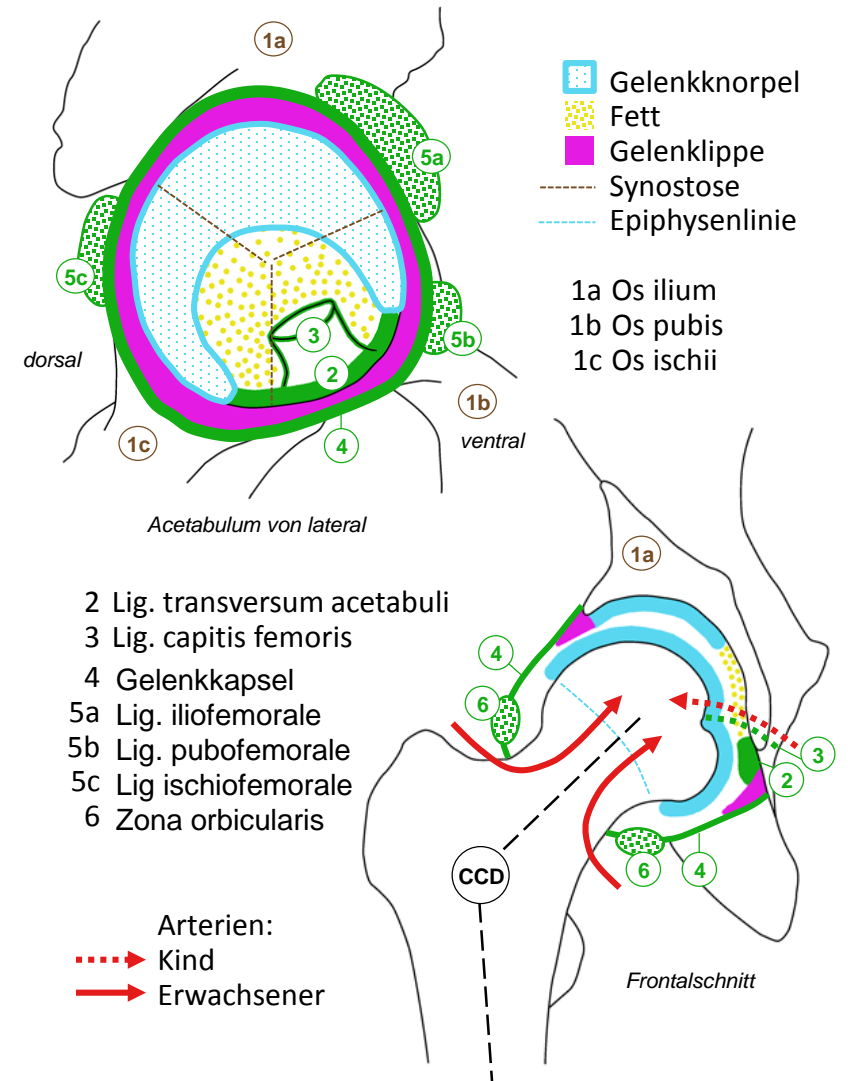 1a
Gelenkknorpel
Fett
5a
Gelenklippe
Synostose
Epiphysenlinie
5c
1a Os ilium
3
1b Os pubis
5b
dorsal
2
1c Os ischii
1b
1c
4
ventral
Acetabulum von lateral
1a
2 Lig. transversum acetabuli
3 Lig. capitis femoris
4 Gelenkkapsel
5a Lig. iliofemorale
5b Lig. pubofemorale
5c Lig ischiofemorale
6 Zona orbicularis
4
6
3
2
CCD
6
4
Arterien:
Kind
Erwachsener
Frontalschnitt